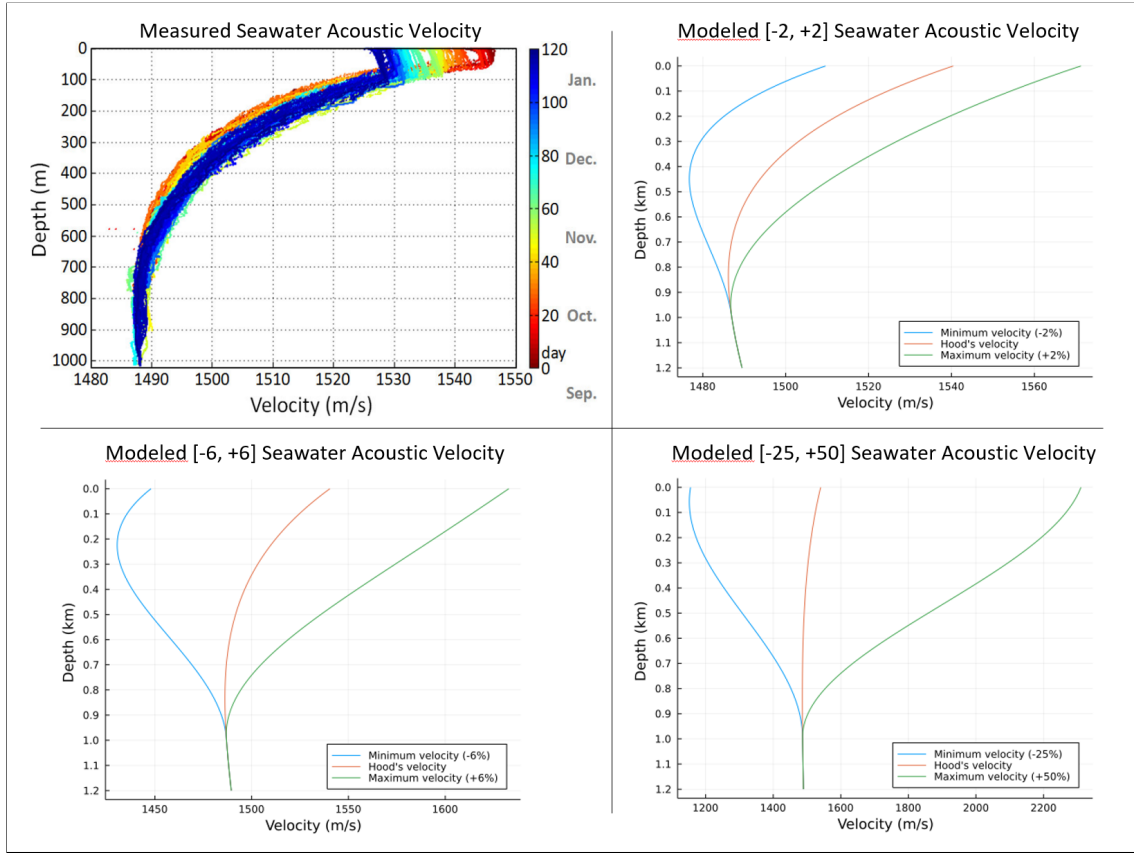 Measured Seawater Acoustic Velocity
0
100
200
300
400
500
600
700
800
900
1000
Depth (m)
1480 1490 1500 1510 1520 1530 1540 1550
Velocity (m/s)
120
100
80
60
40
20
day
0
Jan.
Dec.
Nov.
Oct.
Sep.
Modeled [-2, +2] Seawater Acoustic Velocity
0.0
0.1
0.2
0.3
0.4
0.5
0.6
0.7
0.8
0.9
1.0
1.1
1.2
Depth (km)
Minimum velocity (-2%)
Hood's velocity
Maximum velocity (+2%)
1480 1500 1520 1540 1560
Velocity (m/s)
Modeled [-6, +6] Seawater Acoustic Velocity
0.0
0.1
0.2
0.3
0.4
0.5
0.6
0.7
0.8
0.9
1.0
1.1
1.2
Depth (km)
Minimum velocity (-6%)
Hood's velocity
Maximum velocity (+6%)
1450 1500 1550 1600
Velocity (m/s)
Modeled [-25, +50] Seawater Acoustic Velocity
0.0
0.1
0.2
0.3
0.4
0.5
0.6
0.7
0.8
0.9
1.0
1.1
1.2
Depth (km)
Minimum velocity (-25%)
Hood's velocity
Maximum velocity (+50%)
1200 1400 1600 1800 2000 2200
Velocity (m/s)